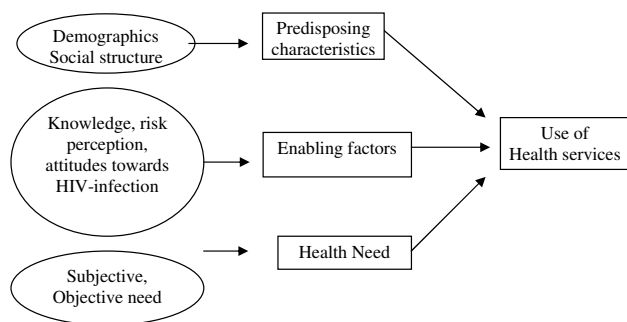 Demographics
Social structure
Predisposing
characteristics
Knowledge, risk
perception,
attitudes towards
HIV-infection
Enabling factors
Use of
Health services
Subjective,
Objective need
Health Need